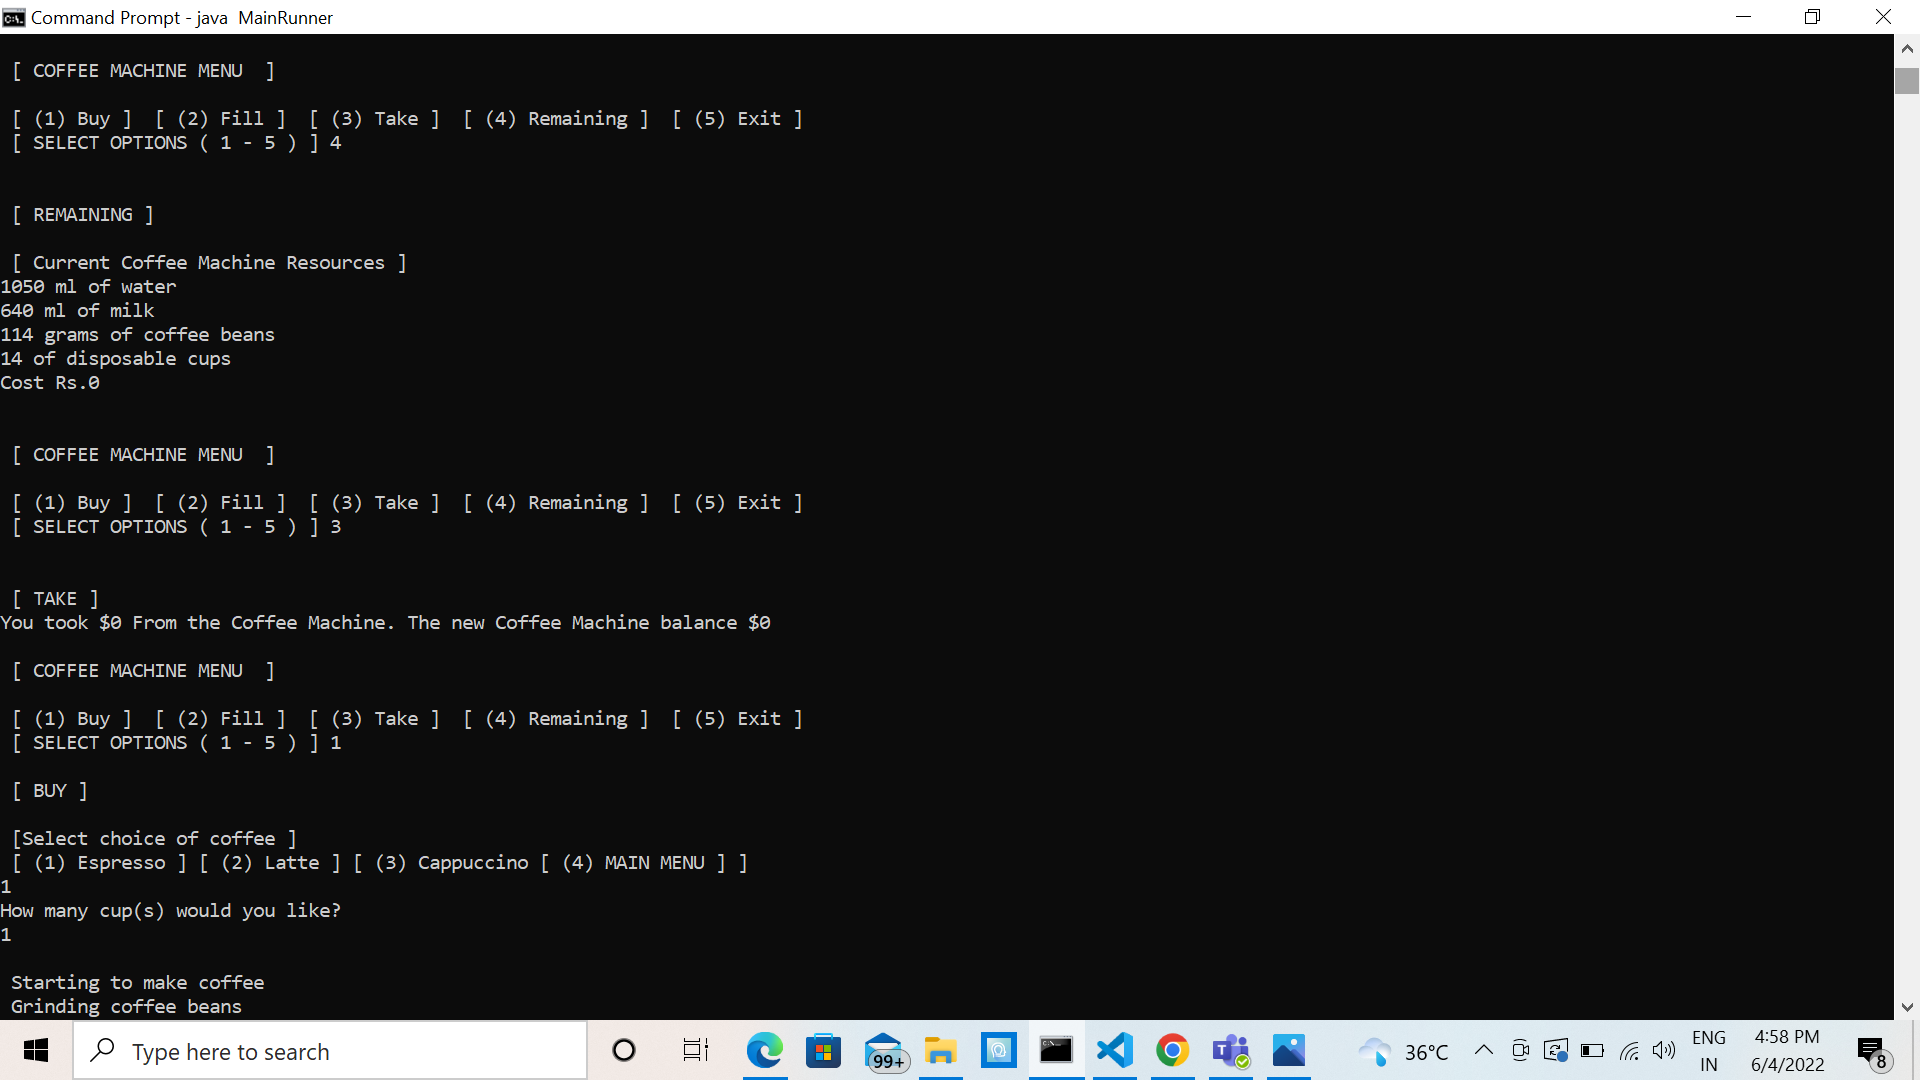 Command Prompt - java  MainRunner
[ COFFEE MACHINE MENU  ]
[ (1) Buy ]  [ (2) Fill ]  [ (3) Take ]  [ (4) Remaining ]  [ (5) Exit ]
[ SELECT OPTIONS ( 1 - 5 ) ] 4
[ REMAINING ]
[ Current Coffee Machine Resources ]
1050 ml of water
640 ml of milk
114 grams of coffee beans
14 of disposable cups
Cost Rs.0
[ COFFEE MACHINE MENU  ]
[ (1) Buy ]  [ (2) Fill ]  [ (3) Take ]  [ (4) Remaining ]  [ (5) Exit ]
[ SELECT OPTIONS ( 1 - 5 ) ] 3
[ TAKE ]
You took $0 From the Coffee Machine. The new Coffee Machine balance $0
[ COFFEE MACHINE MENU  ]
[ (1) Buy ]  [ (2) Fill ]  [ (3) Take ]  [ (4) Remaining ]  [ (5) Exit ]
[ SELECT OPTIONS ( 1 - 5 ) ] 1
[ BUY ]
[Select choice of coffee ]
[ (1) Espresso ] [ (2) Latte ] [ (3) Cappuccino [ (4) MAIN MENU ] ]
1
How many cup(s) would you like?
1
Starting to make coffee
Grinding coffee beans
Type here to search
99+
36°C
ENG
IN
4:58 PM
6/4/2022
8